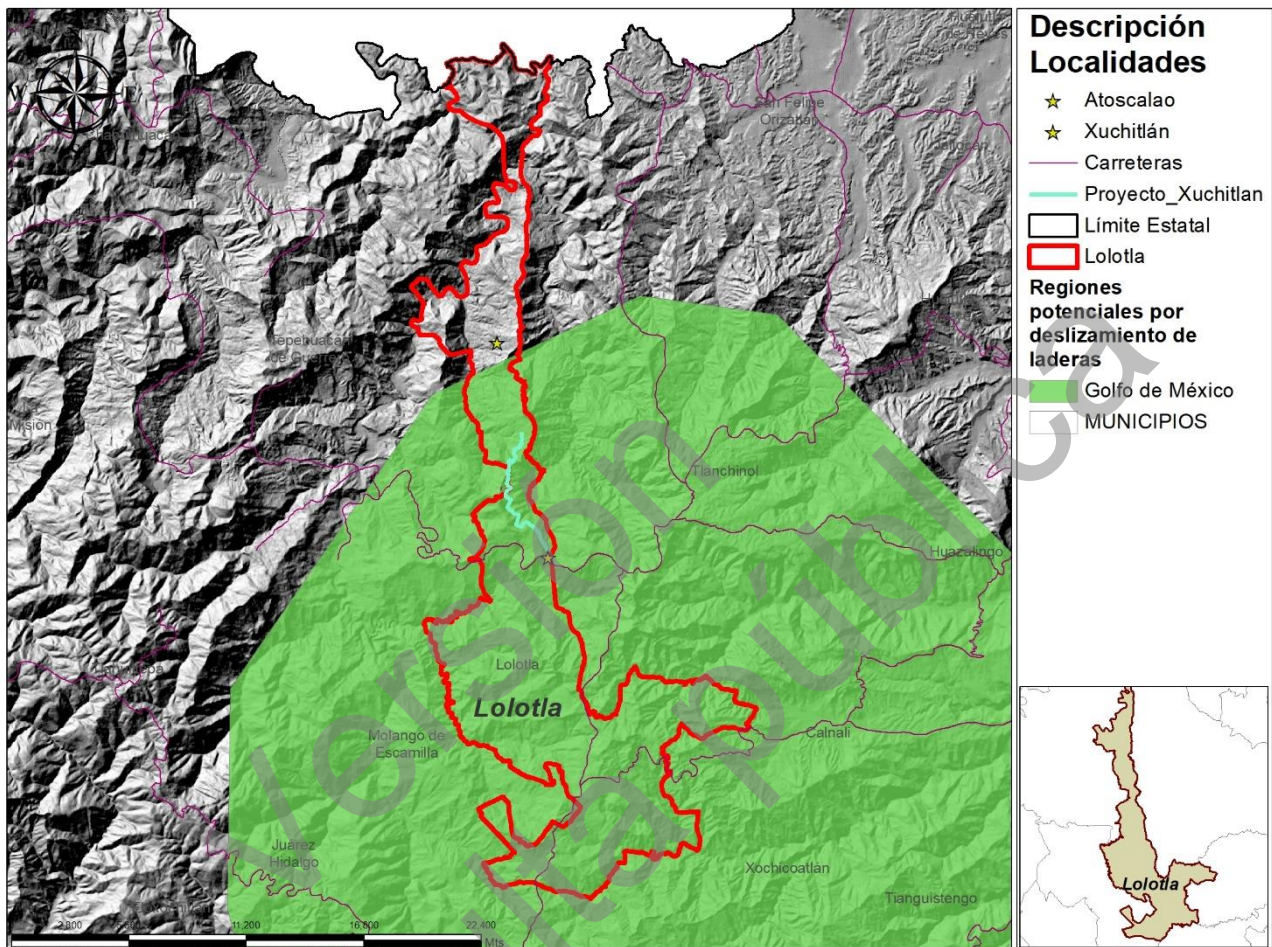 Descripción
Localidades
Atoscalao
Xuchitlán
Carreteras
Proyecto_Xuchitlan
Límite Estatal
Lolotla
Regiones
potenciales por
deslizamiento de
laderas
Golfo de México
MUNICIPIOS
San Felipe
Orizabar
Tepehuacán
de Guerrero
Misión
Tianchinol
Huazalingo
Lolotla
Lolotla
Molango de
Escamilla
Calnali
Juárez
Hidalgo
Xochicoatlán
Tianguistengo
11,200
16,800
22,400
Mts
Lolotla
Versión
pública